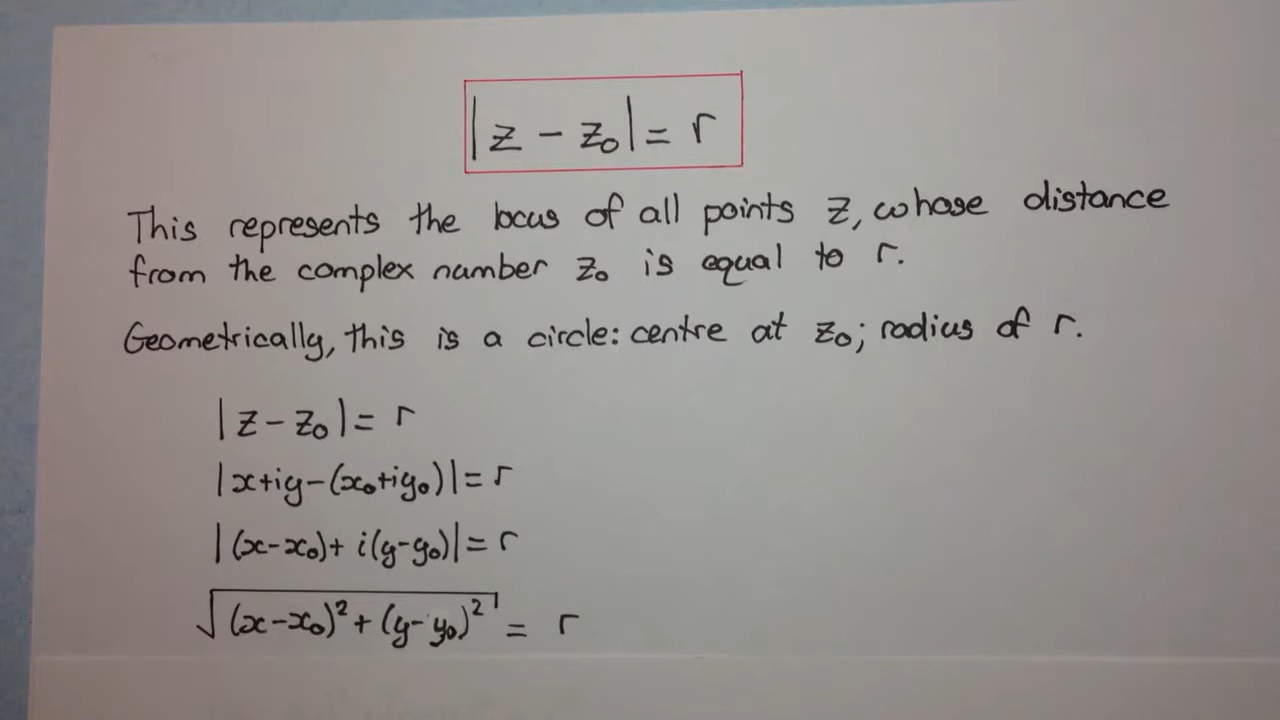 |z - z₀| = r
This represents the locus of all points z, whose distance
from the complex number z₀ is equal to r.
Geometrically, this is a circle: centre at z₀; radius of r.
|z - z₀| = r
|x+iy-(x₀+iy₀)| = r
|(x-x₀)+ i(y-y₀)| = r
√((x-x₀)² + (y-y₀)²) = r